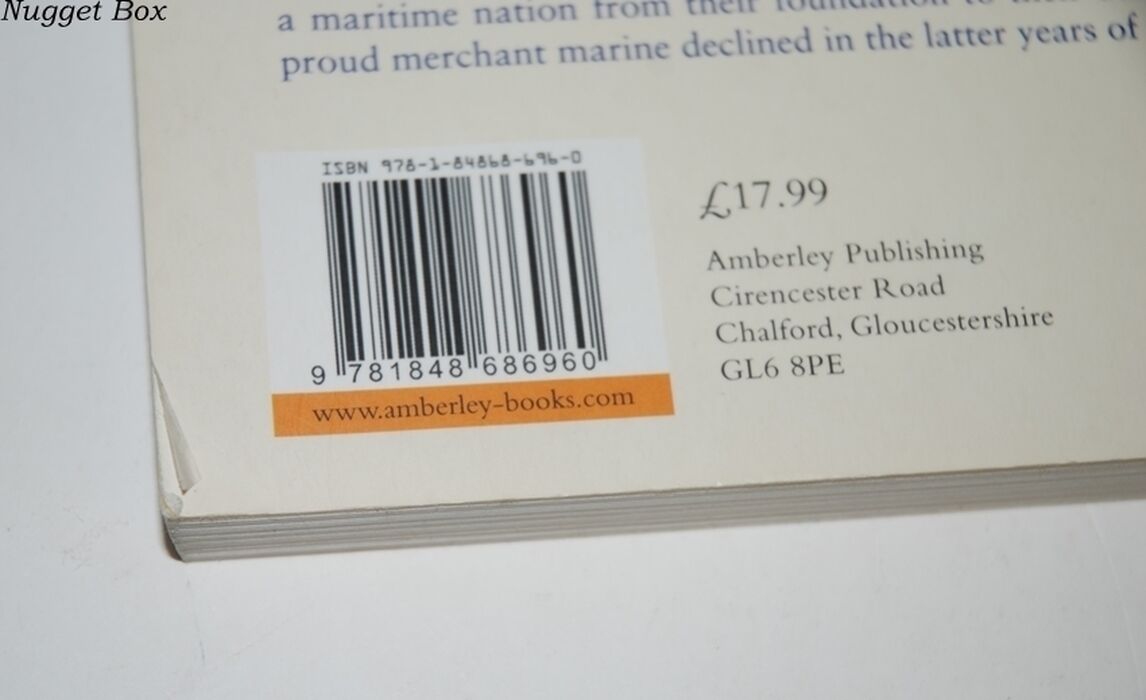 Nugget Box
a maritime nation from their foundation to their
proud merchant marine declined in the latter years of
ISBN 978-1-84868-696-0
£17.99
Amberley Publishing
Cirencester Road
Chalford, Gloucestershire
GL6 8PE
9 781848 686960
www.amberley-books.com